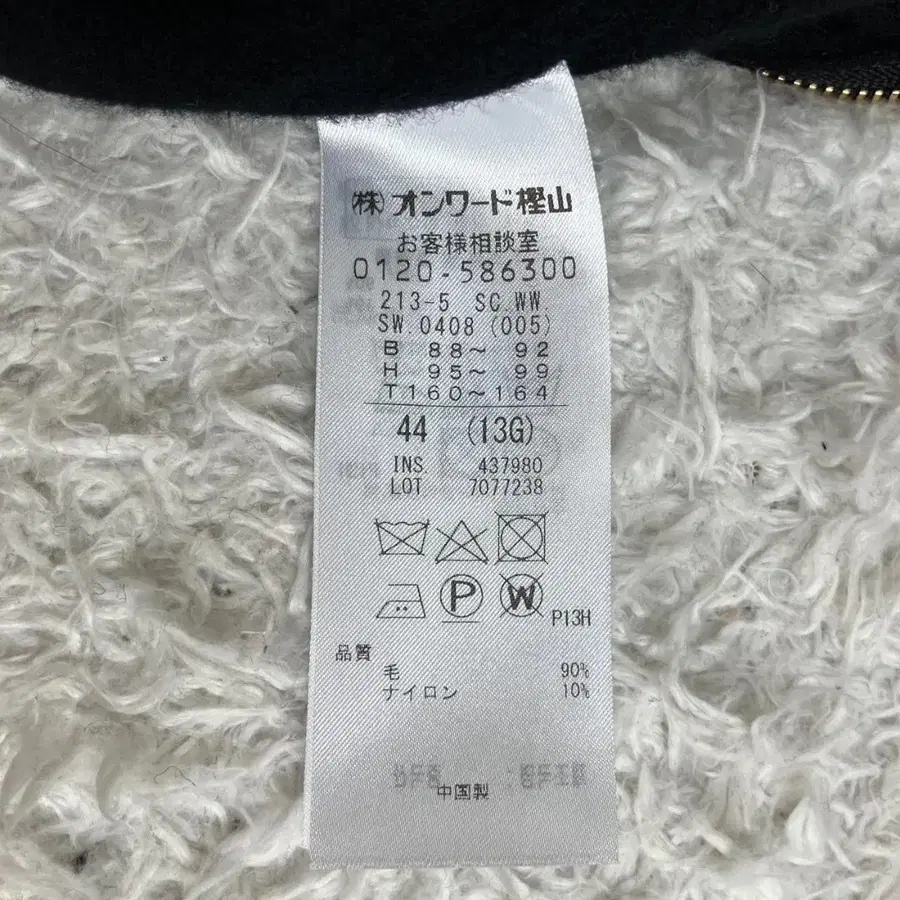 ㈱オンワード樫山
お客様相談室
0120-586300
213-5 SC.WW.
SW.0408 (005)
B 88～ 92
H 95～ 99
T160～164
44 (13G)
INS. 437980
LOT 7077238
P
W
P13H
品質
毛 90%
ナイロン 10%
中国製